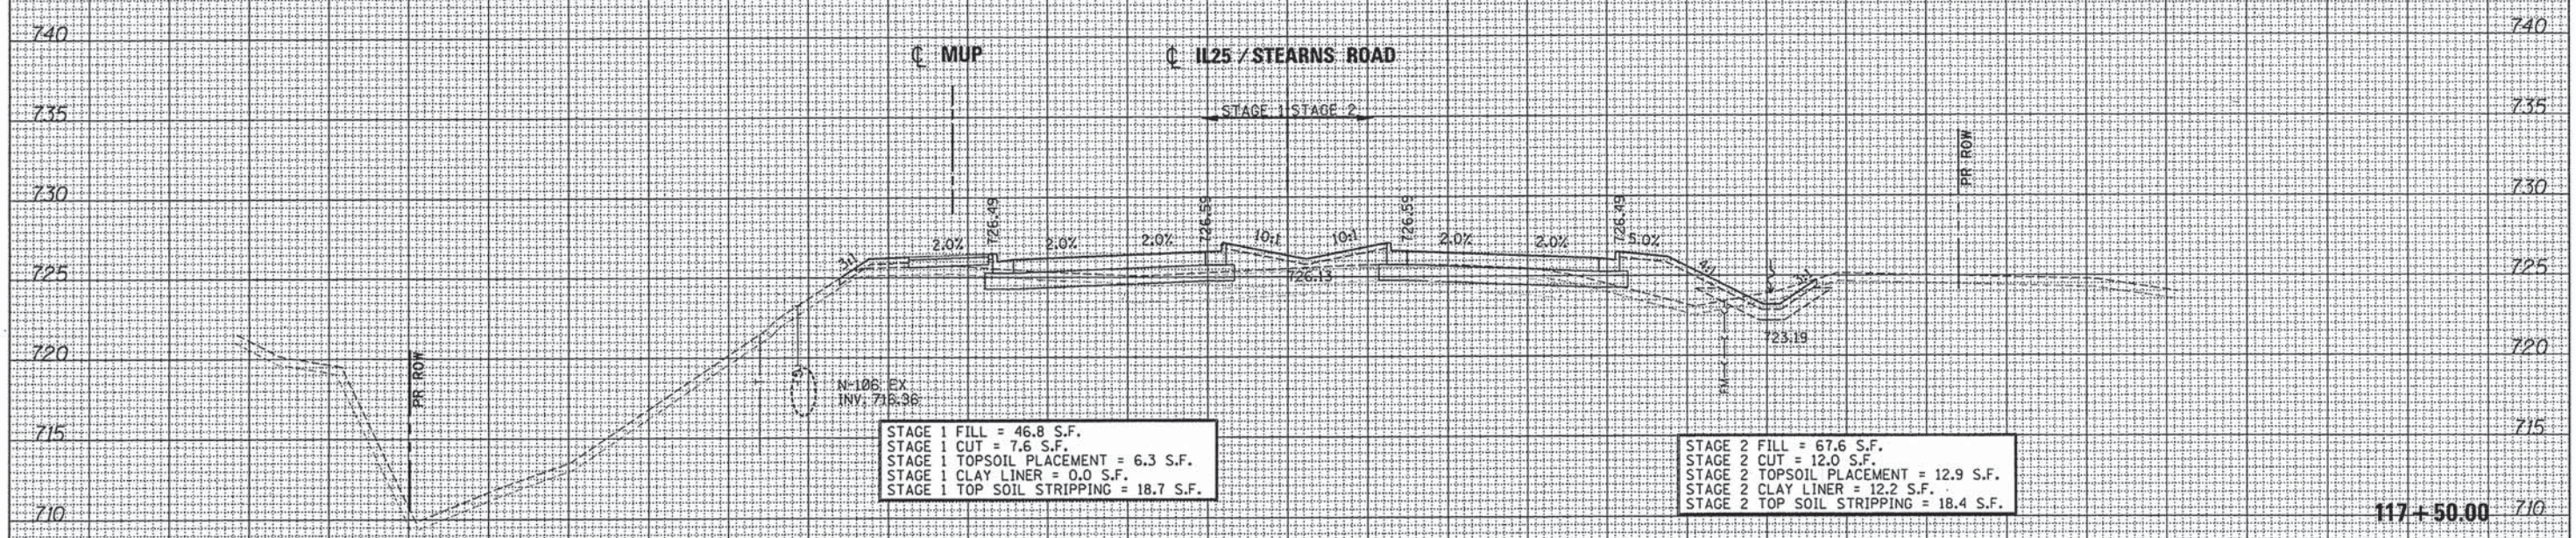 740
740
℄ MUP
℄ IL25 / STEARNS ROAD
735
STAGE 1 STAGE 2
735
730
PR ROW
730
726.49
726.59
726.59
726.49
3:1
2.0%
2.0%
2.0%
10:1
10:1
2.0%
2.0%
5.0%
4:1
3:1
725
726.13
725
720
PR ROW
723.19
720
N-106 EX
INV. 716.36
FM
715
715
STAGE 1 FILL = 46.8 S.F.
STAGE 1 CUT = 7.6 S.F.
STAGE 1 TOPSOIL PLACEMENT = 6.3 S.F.
STAGE 1 CLAY LINER = 0.0 S.F.
STAGE 1 TOP SOIL STRIPPING = 18.7 S.F.
STAGE 2 FILL = 67.6 S.F.
STAGE 2 CUT = 12.0 S.F.
STAGE 2 TOPSOIL PLACEMENT = 12.9 S.F.
STAGE 2 CLAY LINER = 12.2 S.F.
STAGE 2 TOP SOIL STRIPPING = 18.4 S.F.
710
117+50.00
710